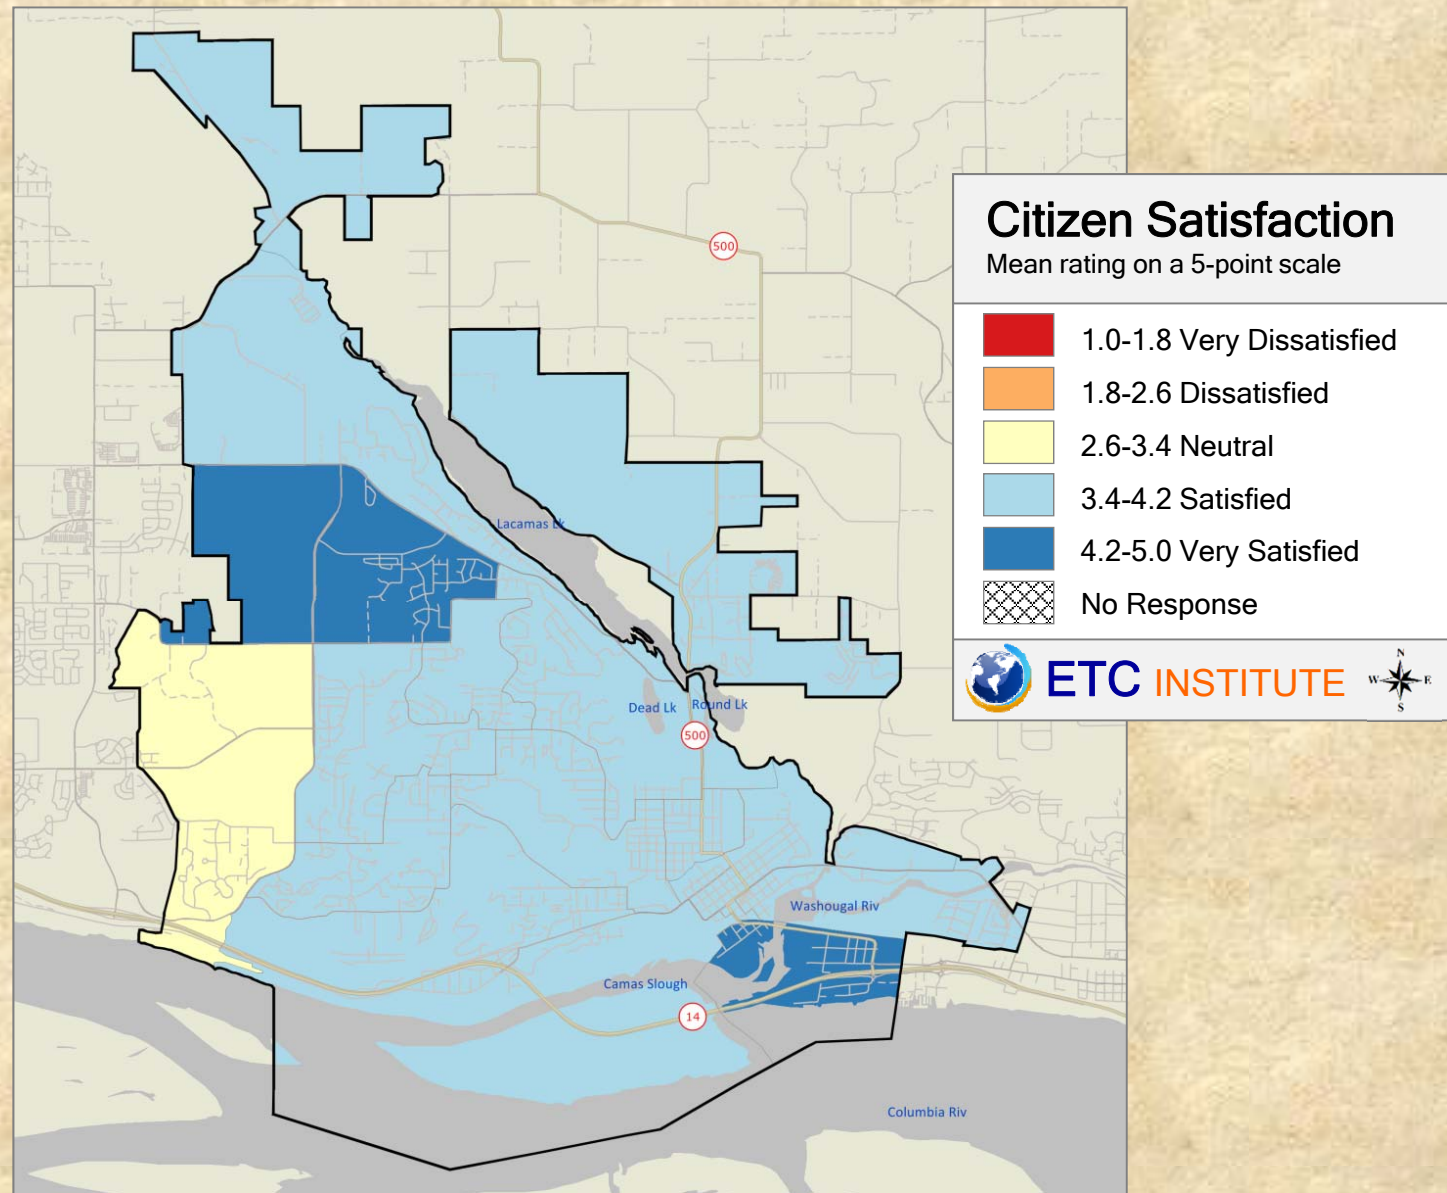 500
Citizen Satisfaction
Mean rating on a 5-point scale
1.0-1.8 Very Dissatisfied
1.8-2.6 Dissatisfied
2.6-3.4 Neutral
3.4-4.2 Satisfied
4.2-5.0 Very Satisfied
No Response
ETC INSTITUTE
N
W
E
S
Lacamas Lk
Dead Lk
Round Lk
500
Washougal Riv
Camas Slough
14
Columbia Riv